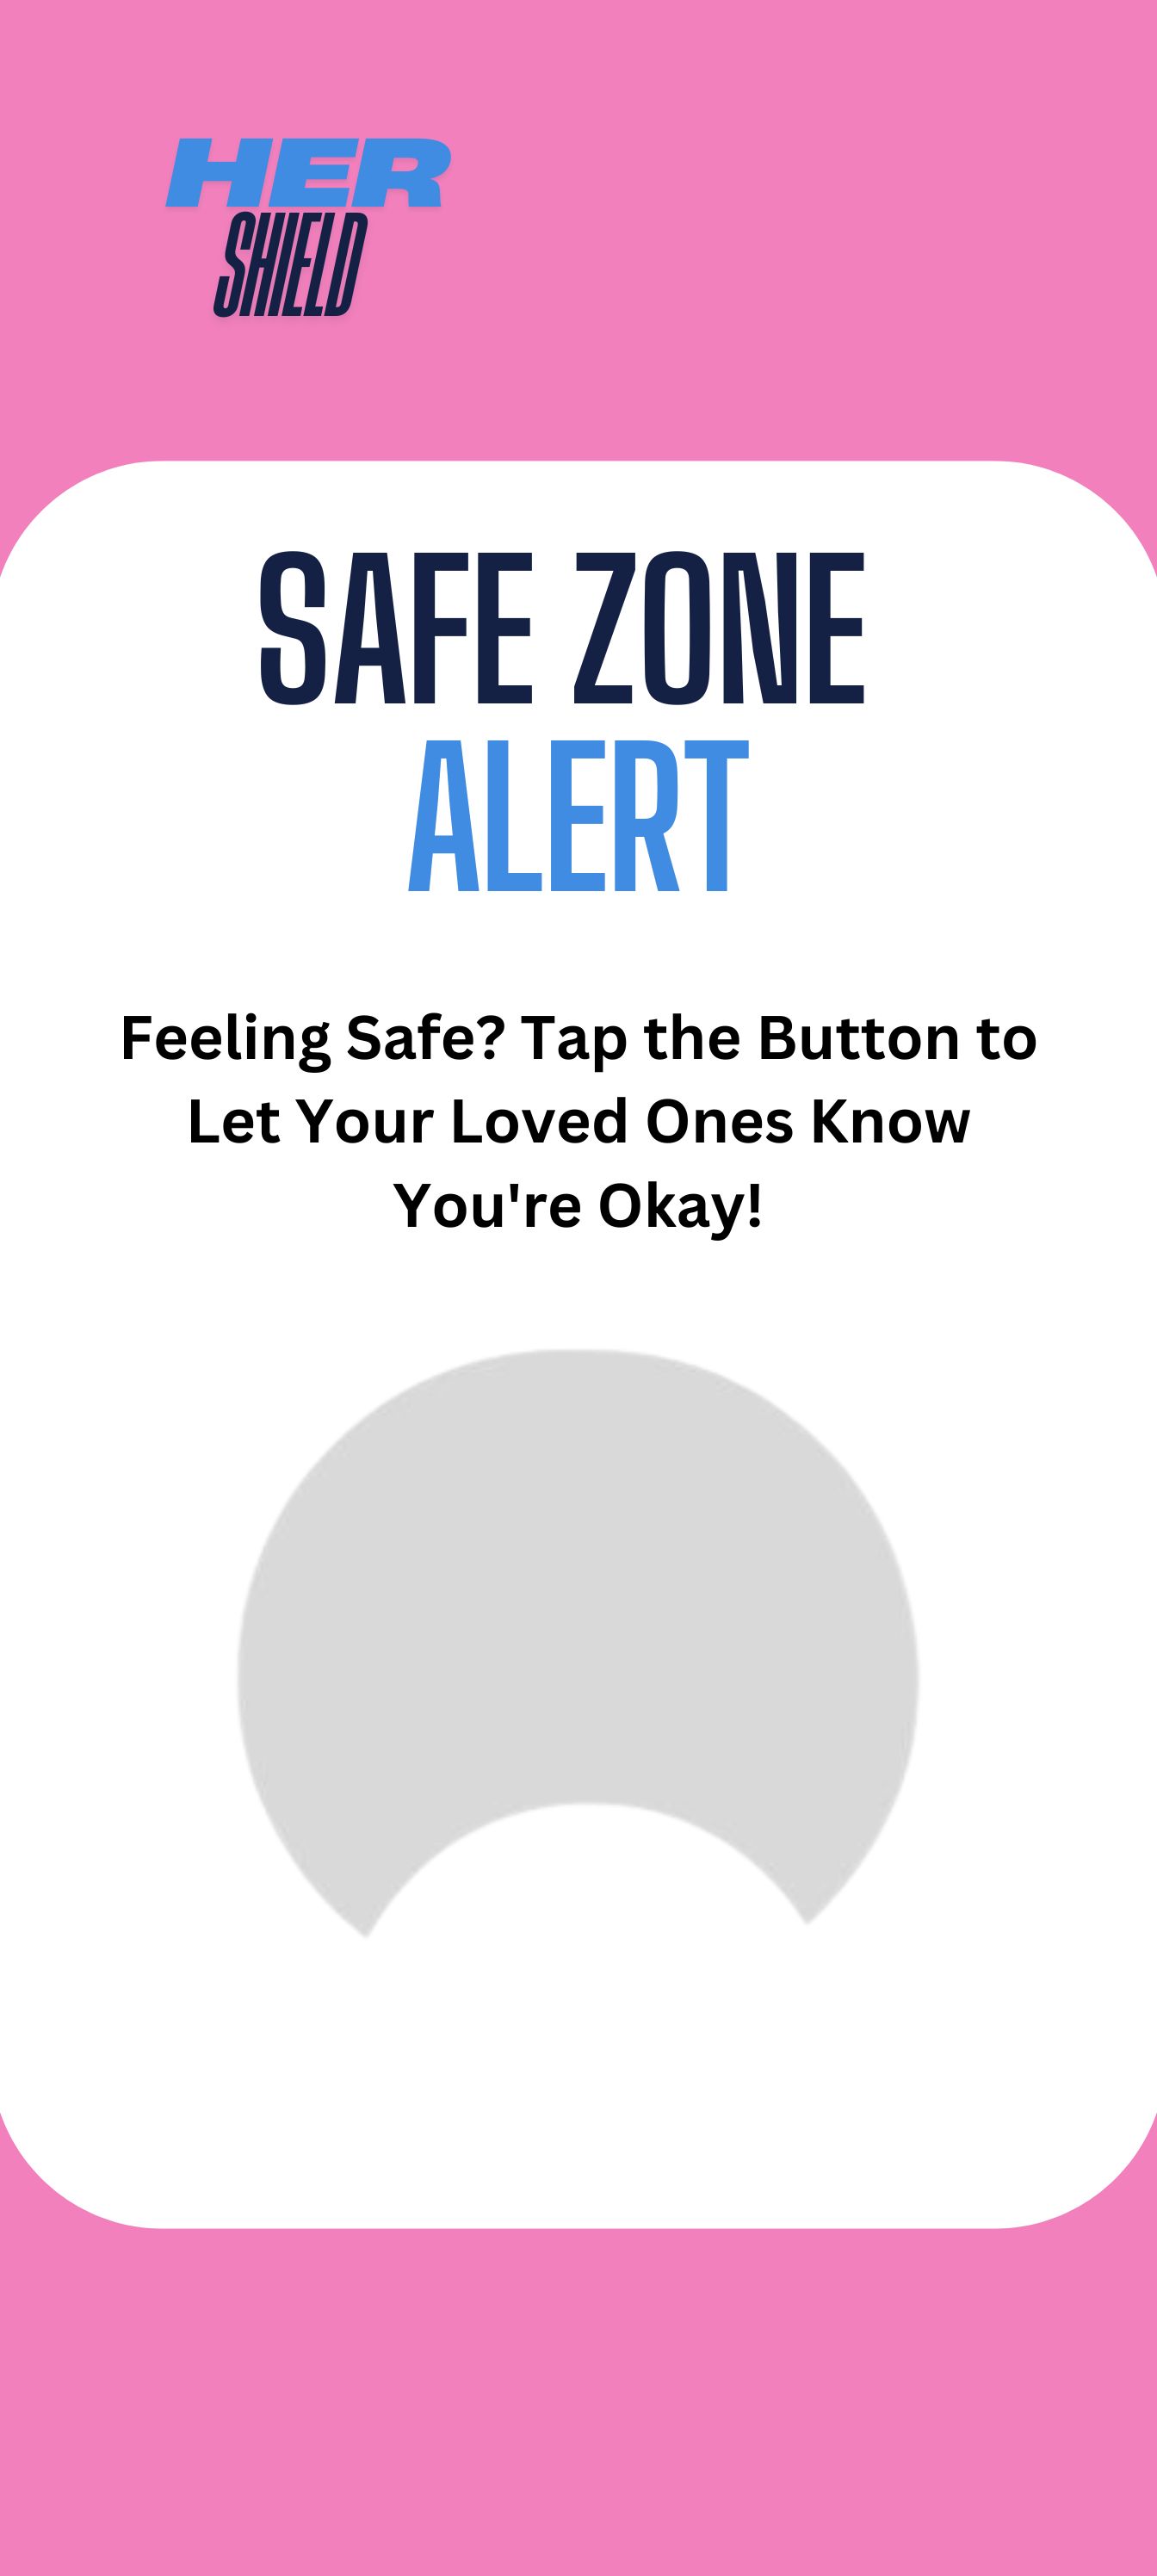 HER
SHIELD
SAFE ZONE
ALERT
Feeling Safe? Tap the Button to
Let Your Loved Ones Know
You're Okay!